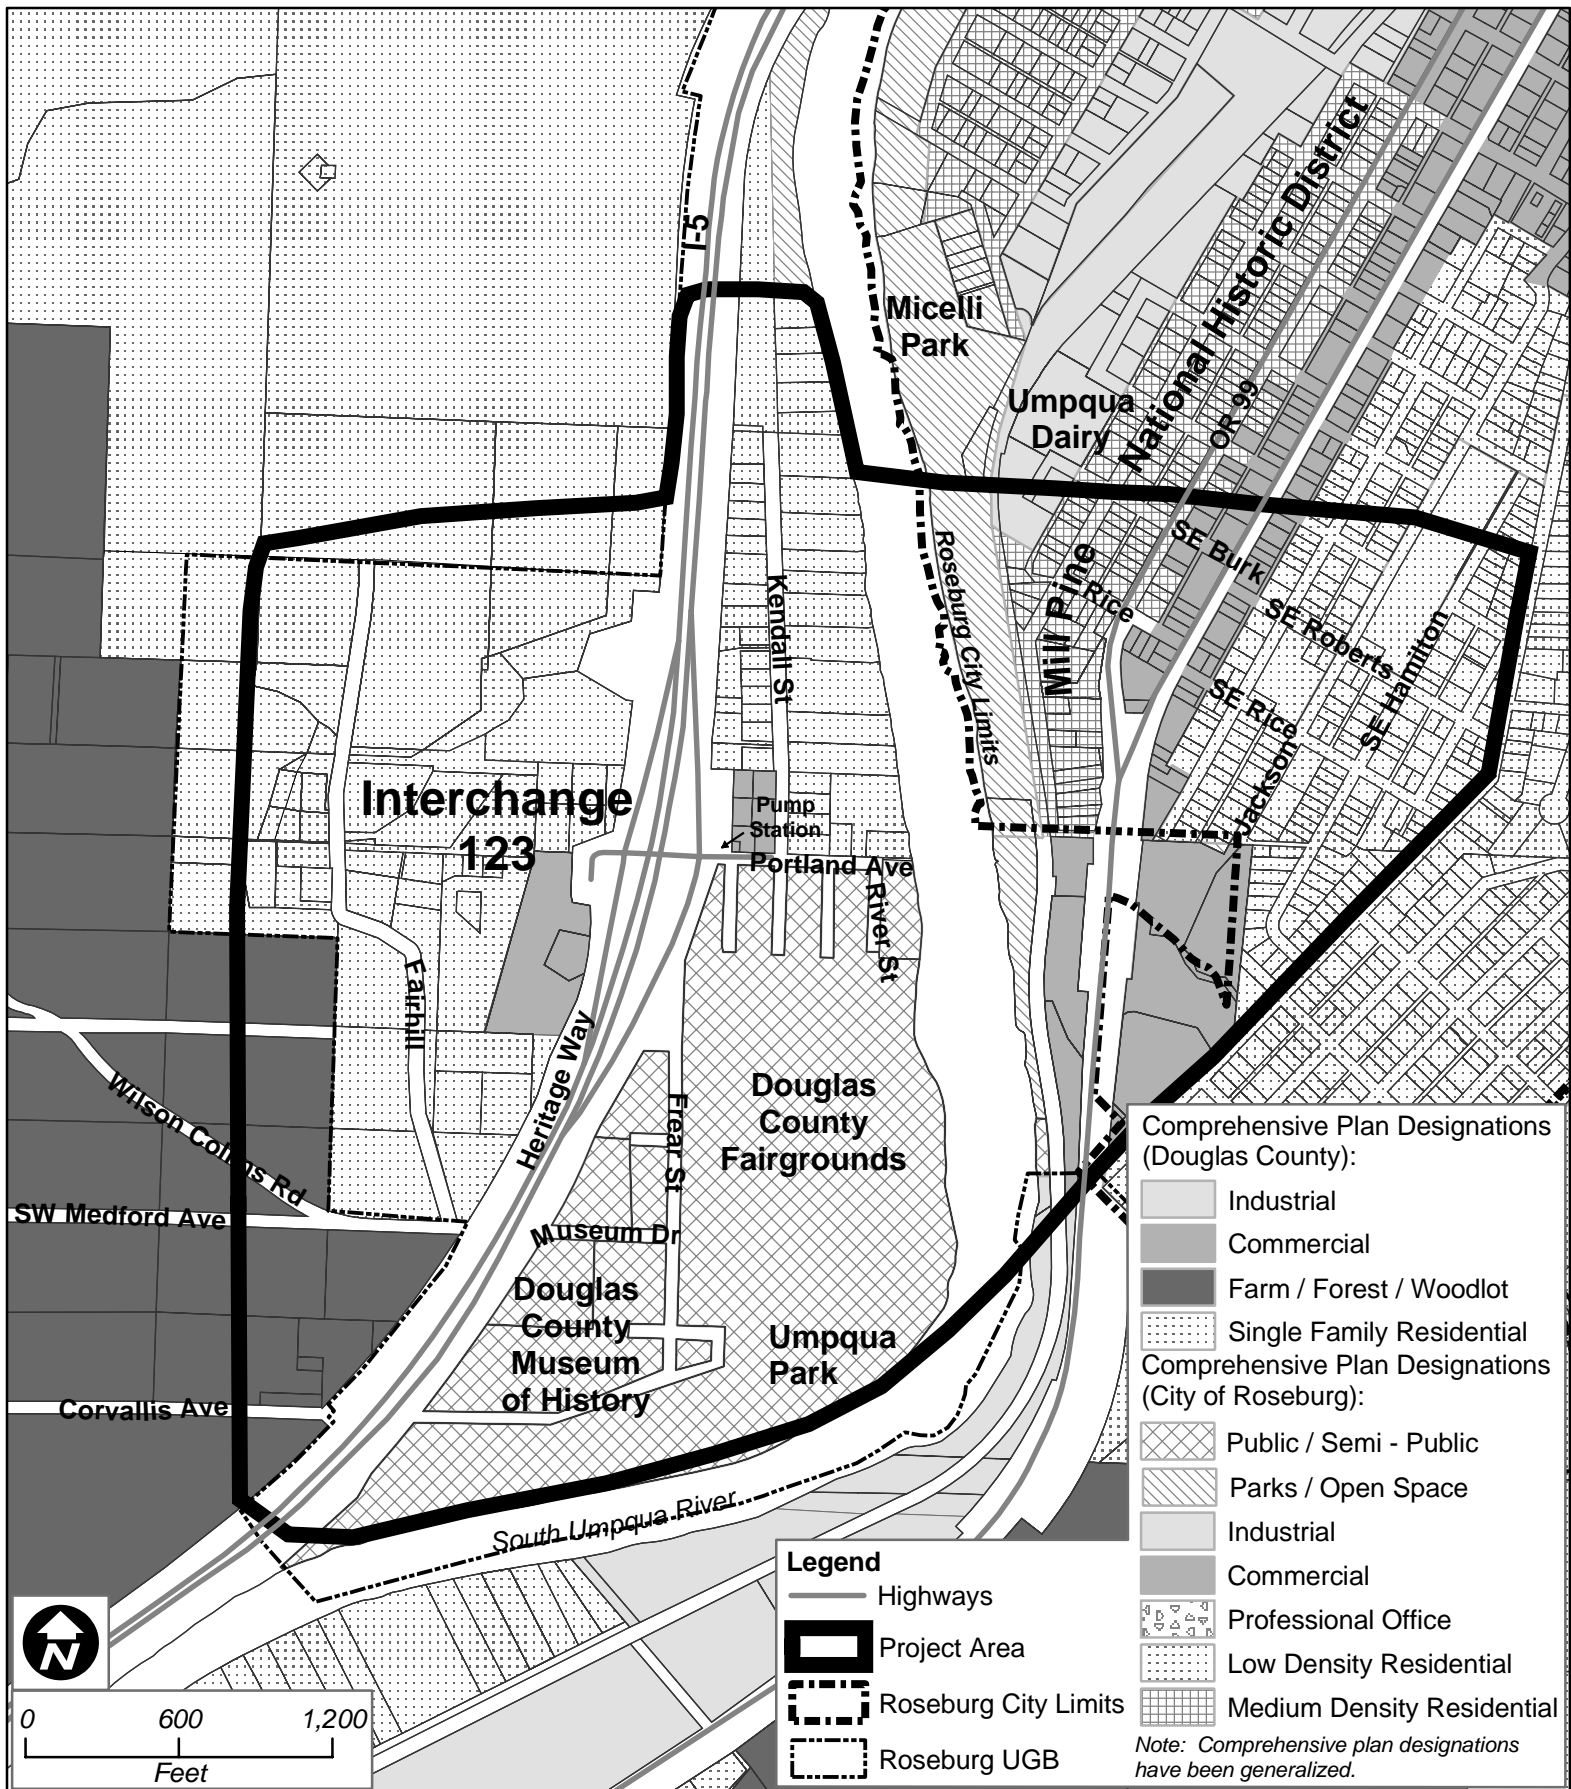 I-5
Micelli
Park
Umpqua
Dairy
National Historic District
OR 99
Mill Pine
Rice
SE Burk
SE Roberts
SE Hamilton
SE Rice
Jackson
Roseburg City Limits
Kendall St
Interchange
123
Pump
Station
Portland Ave
River St
Fairhill
Heritage Way
Frear St
Douglas
County
Fairgrounds
Wilson Collins Rd
SW Medford Ave
Museum Dr
Douglas
County
Museum
of History
Umpqua
Park
Corvallis Ave
South Umpqua River
N
0 600 1,200
Feet
Legend
Highways
Project Area
Roseburg City Limits
Roseburg UGB
Comprehensive Plan Designations
(Douglas County):
Industrial
Commercial
Farm / Forest / Woodlot
Single Family Residential
Comprehensive Plan Designations
(City of Roseburg):
Public / Semi - Public
Parks / Open Space
Industrial
Commercial
Professional Office
Low Density Residential
Medium Density Residential
Note: Comprehensive plan designations
have been generalized.